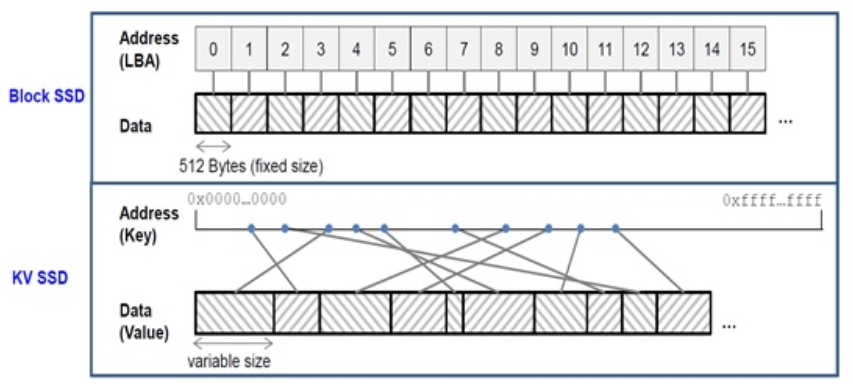 Address
(LBA)
0 1 2 3 4 5 6 7 8 9 10 11 12 13 14 15
Block SSD
Data
...
512 Bytes (fixed size)
0x0000…0000 0xffff…ffff
Address
(Key)
KV SSD
Data
(Value)
...
variable size